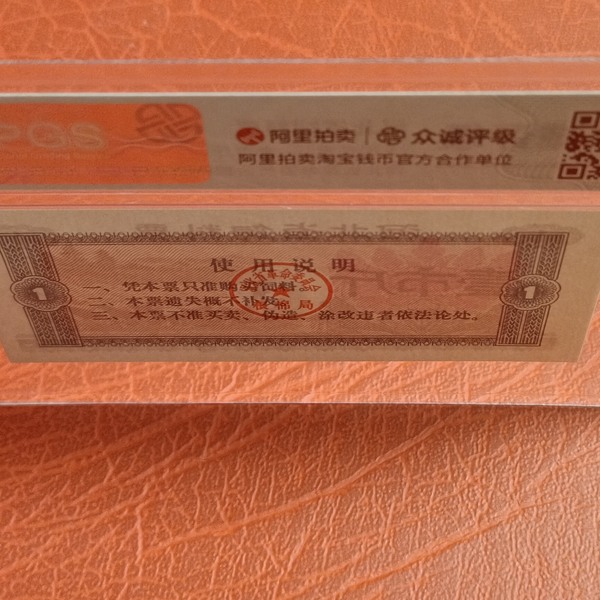 PGS
阿里拍卖 | 众诚评级
阿里拍卖淘宝钱币官方合作单位
使用说明
一、凭本票只准购买饲料。
二、本票遗失概不补发。
三、本票不准买卖、伪造、涂改违者依法论处。
1
1